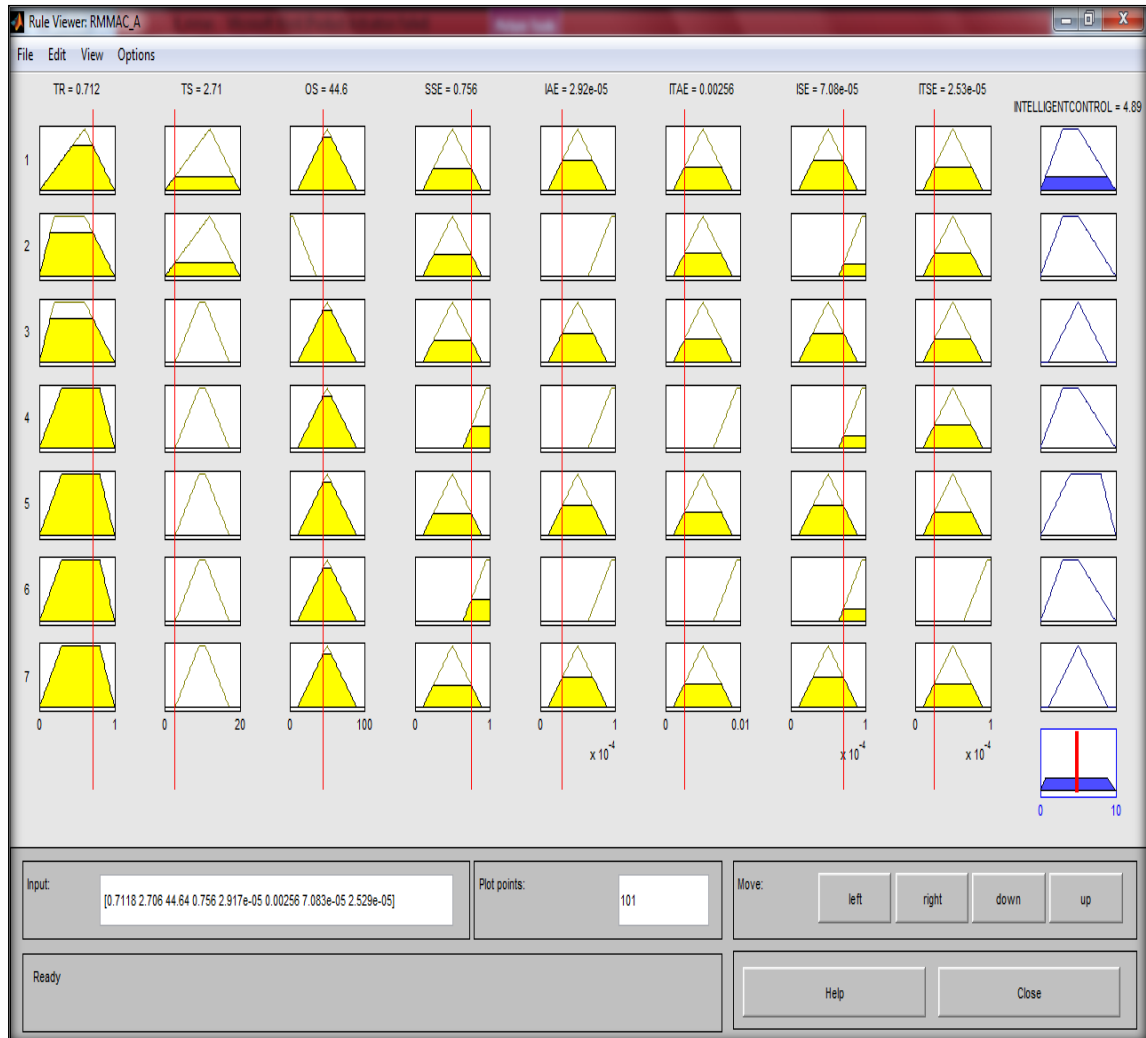 Rule Viewer: RMMAC_A
File Edit View Options
TR = 0.712 TS = 2.71 OS = 44.6 SSE = 0.756 IAE = 2.92e-05 ITAE = 0.00256 ISE = 7.08e-05 ITSE = 2.53e-05
INTELLIGENTCONTROL = 4.89
1
2
3
4
5
6
7
0 1 0 20 0 100 0 1 0 1 0 0.01 0 1 0 1
x 10^-4 x 10^-4 x 10^-4
0 10
Input: [0.7118 2.706 44.64 0.756 2.917e-05 0.00256 7.083e-05 2.529e-05] Plot points: 101 Move: left right down up
Ready Help Close